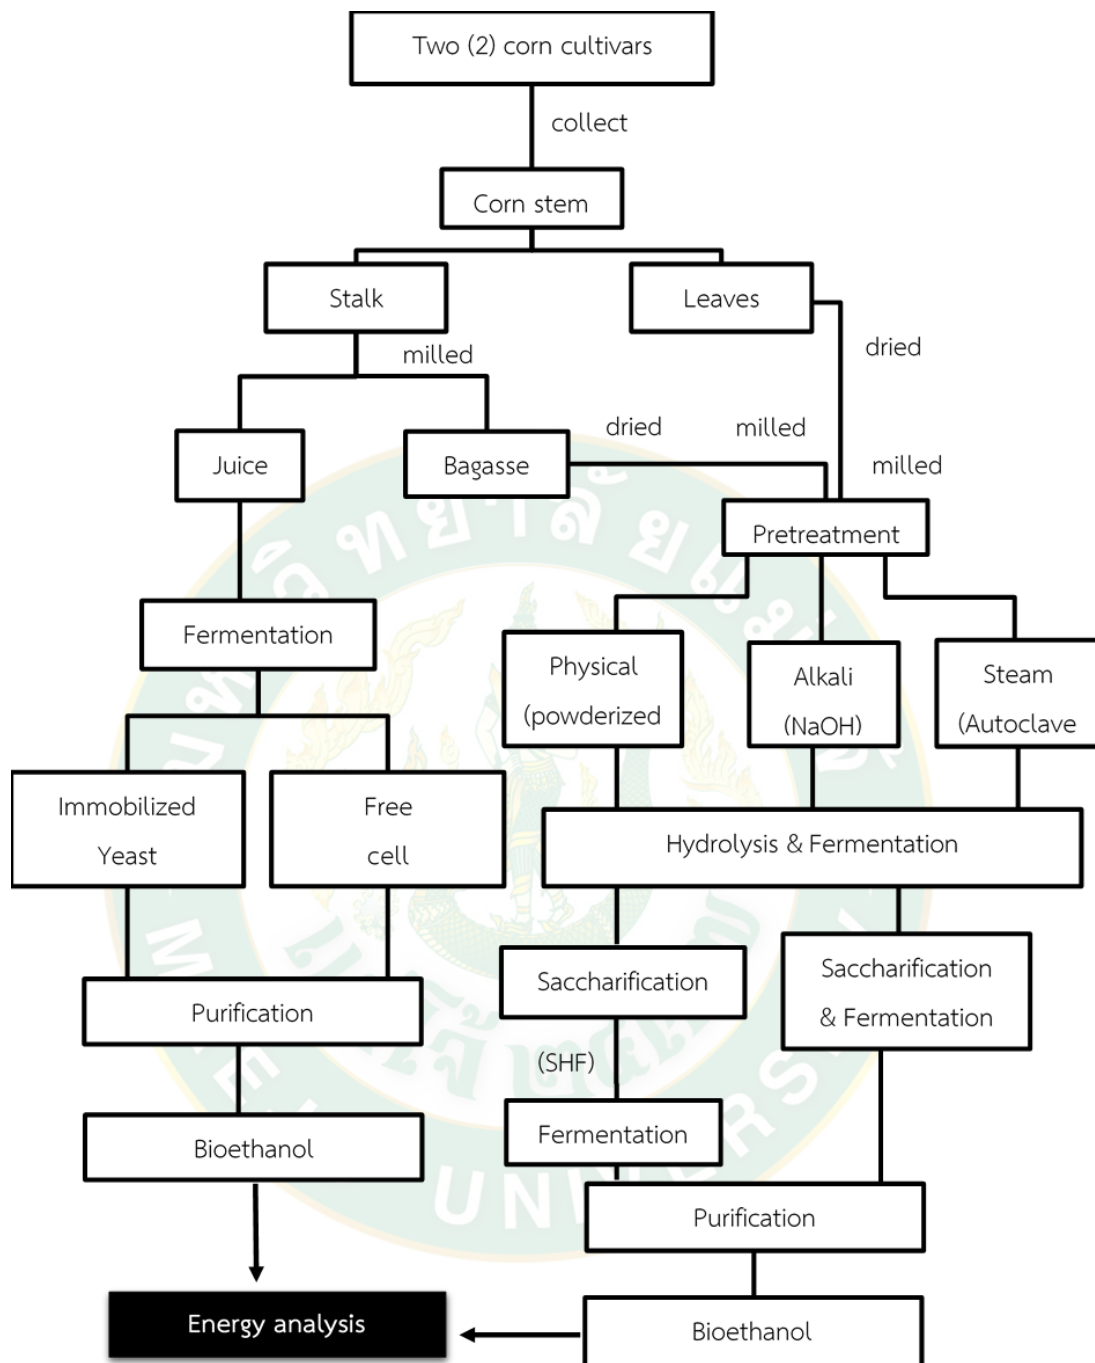 Two (2) corn cultivars
collect
Corn stem
Stalk
Leaves
milled
dried
Juice
Bagasse
dried
milled
milled
Pretreatment
Fermentation
Physical
(powderized
Alkali
(NaOH)
Steam
(Autoclave
Immobilized
Yeast
Free
cell
Hydrolysis & Fermentation
Saccharification
Saccharification
& Fermentation
Purification
(SHF)
Fermentation
Bioethanol
Purification
Energy analysis
Bioethanol
UNIVERSITY